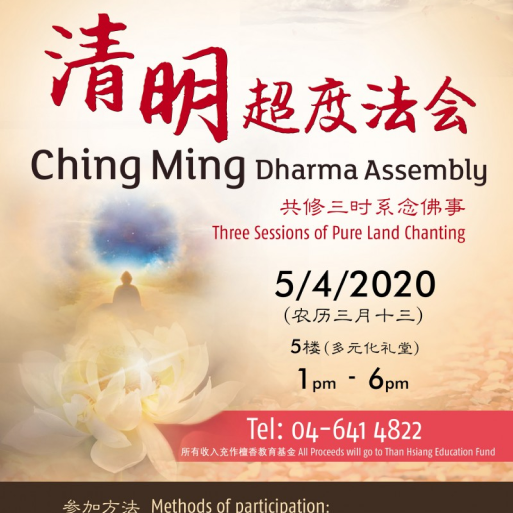 清明超度法会
Ching Ming Dharma Assembly
共修三时系念佛事
Three Sessions of Pure Land Chanting
5/4/2020
(农历三月十三)
5楼(多元化礼堂)
1pm - 6pm
Tel: 04-641 4822
所有收入充作檀香教育基金 All Proceeds will go to Than Hsiang Education Fund
参加方法 Methods of participation: